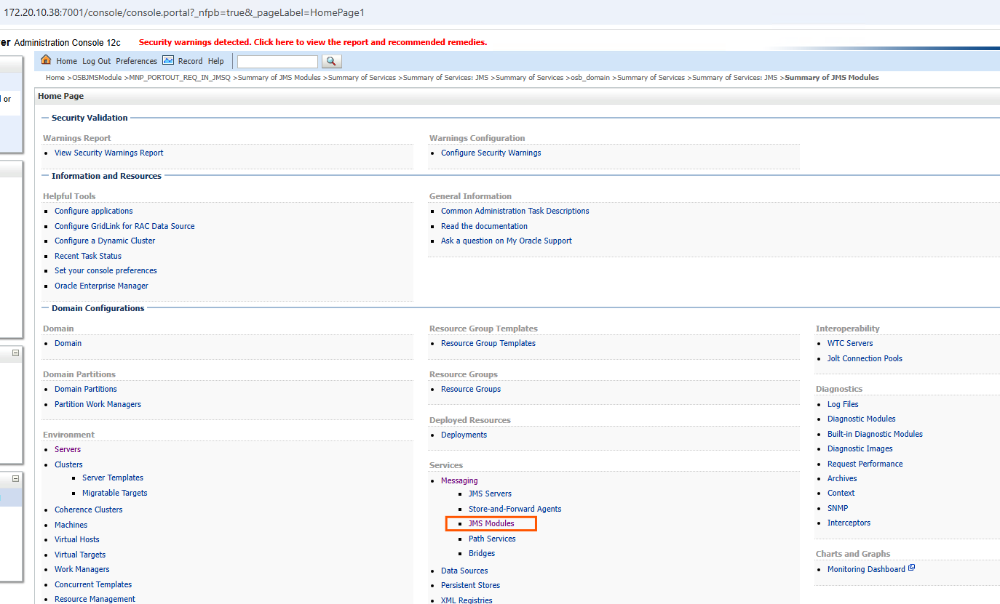 172.20.10.38:7001/console/console.portal?_nfpb=true&_pageLabel=HomePage1
er Administration Console 12c
Security warnings detected. Click here to view the report and recommended remedies.
Home Log Out Preferences Record Help
Home >OSBJMSModule >MNP_PORTOUT_REQ_IN_JMSQ >Summary of JMS Modules >Summary of Services >Summary of Services: JMS >Summary of Services >osb_domain >Summary of Services >Summary of Services: JMS >Summary of JMS Modules
l or
Home Page
Security Validation
Warnings Report
View Security Warnings Report
Warnings Configuration
Configure Security Warnings
Information and Resources
Helpful Tools
Configure applications
Configure GridLink for RAC Data Source
Configure a Dynamic Cluster
Recent Task Status
Set your console preferences
Oracle Enterprise Manager
General Information
Common Administration Task Descriptions
Read the documentation
Ask a question on My Oracle Support
Domain Configurations
Domain
Domain
Domain Partitions
Domain Partitions
Partition Work Managers
Environment
Servers
Clusters
Server Templates
Migratable Targets
Coherence Clusters
Machines
Virtual Hosts
Virtual Targets
Work Managers
Concurrent Templates
Resource Management
Resource Group Templates
Resource Group Templates
Resource Groups
Resource Groups
Deployed Resources
Deployments
Services
Messaging
JMS Servers
Store-and-Forward Agents
JMS Modules
Path Services
Bridges
Data Sources
Persistent Stores
XML Registries
Interoperability
WTC Servers
Jolt Connection Pools
Diagnostics
Log Files
Diagnostic Modules
Built-in Diagnostic Modules
Diagnostic Images
Request Performance
Archives
Context
SNMP
Interceptors
Charts and Graphs
Monitoring Dashboard